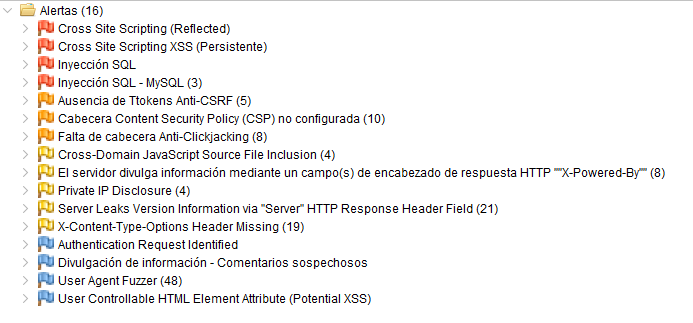 Alertas (16)
Cross Site Scripting (Reflected)
Cross Site Scripting XSS (Persistente)
Inyección SQL
Inyección SQL - MySQL (3)
Ausencia de Ttokens Anti-CSRF (5)
Cabecera Content Security Policy (CSP) no configurada (10)
Falta de cabecera Anti-Clickjacking (8)
Cross-Domain JavaScript Source File Inclusion (4)
El servidor divulga información mediante un campo(s) de encabezado de respuesta HTTP ""X-Powered-By"" (8)
Private IP Disclosure (4)
Server Leaks Version Information via "Server" HTTP Response Header Field (21)
X-Content-Type-Options Header Missing (19)
Authentication Request Identified
Divulgación de información - Comentarios sospechosos
User Agent Fuzzer (48)
User Controllable HTML Element Attribute (Potential XSS)